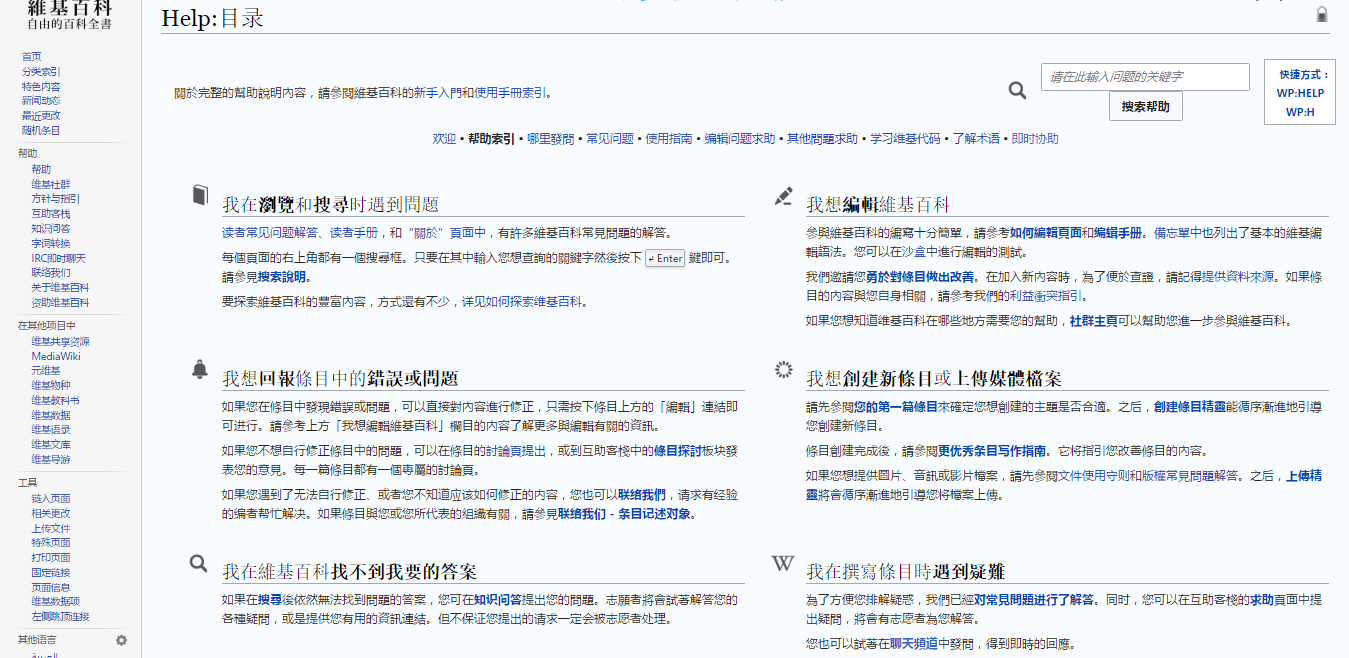 維基百科
自由的百科全書
首页
分类索引
特色内容
新闻动态
最近更改
随机条目
帮助
帮助
维基社群
方针与指引
互助客栈
知识问答
字词转换
IRC即时聊天
联络我们
关于维基百科
资助维基百科
在其他项目中
维基共享资源
MediaWiki
元维基
维基物种
维基教科书
维基数据
维基语录
维基文库
维基导游
工具
链入页面
相关更改
上传文件
特殊页面
打印页面
固定链接
页面信息
维基数据项
左侧跳顶连接
其他语言
Help:目录
關於完整的幫助說明內容，請參閱維基百科的新手入門和使用手冊索引。
请在此输入问题的关键字
搜索帮助
快捷方式：
WP:HELP
WP:H
欢迎 • 帮助索引 • 哪里發問 • 常见问题 • 使用指南 • 编辑问题求助 • 其他問題求助 • 学习维基代码 • 了解术语 • 即时协助
我在瀏覽和搜尋时遇到問題
读者常见问题解答、读者手册，和“關於”頁面中，有許多維基百科常見問題的解答。
每個頁面的右上角都有一個搜尋框。只要在其中輸入您想查詢的關鍵字然後按下 ↵ Enter 鍵即可。
請參見搜索說明。
要探索維基百科的豐富內容，方式還有不少，详见如何探索维基百科。
我想編輯維基百科
參與維基百科的編寫十分簡單，請參考如何編輯頁面和編辑手册。備忘單中也列出了基本的維基編
輯語法。您可以在沙盒中進行編輯的測試。
我們邀請您勇於對條目做出改善。在加入新內容時，為了便於查證，請記得提供資料來源。如果條
目的內容與您自身相關，請參考我們的利益衝突指引。
如果您想知道维基百科在哪些地方需要您的幫助，社群主頁可以幫助您進一步參與維基百科。
我想回報條目中的錯誤或問題
如果您在條目中發現錯誤或問題，可以直接對內容進行修正，只需按下條目上方的「編輯」連結即
可進行。請參考上方「我想編輯維基百科」欄目的內容了解更多與編輯有關的資訊。
如果您不想自行修正條目中的問題，可以在條目的討論頁提出，或到互助客棧中的條目探討板块發
表您的意見。每一篇條目都有一個專屬的討論頁。
如果您遇到了无法自行修正、或者您不知道应该如何修正的内容，您也可以联络我們，请求有经验
的编者帮忙解决。如果條目與您或您所代表的組織有關，請參見联络我们 - 条目记述对象。
我想創建新條目或上傳媒體檔案
請先參閱您的第一篇條目來確定您想創建的主題是否合適。之后，創建條目精靈能循序漸進地引導
您創建新條目。
條目創建完成後，請參閱更优秀条目写作指南。它将指引您改善條目的内容。
如果您想提供圖片、音訊或影片檔案，請先參閱文件使用守则和版權常見問題解答。之后，上傳精
靈將會循序漸進地引導您将檔案上傳。
我在維基百科找不到我要的答案
如果在搜尋後依然無法找到問題的答案，您可在知识问答提出您的問題。志願者將會試著解答您的
各種疑問，或是提供您有用的資訊連結。但不保证您提出的请求一定会被志愿者处理。
我在撰寫條目時遇到疑難
為了方便您排解疑惑，我們已經对常見問題进行了解答。同时，您可以在互助客栈的求助頁面中提
出疑問，將會有志愿者為您解答。
您也可以試著在聊天頻道中發問，得到即時的回應。